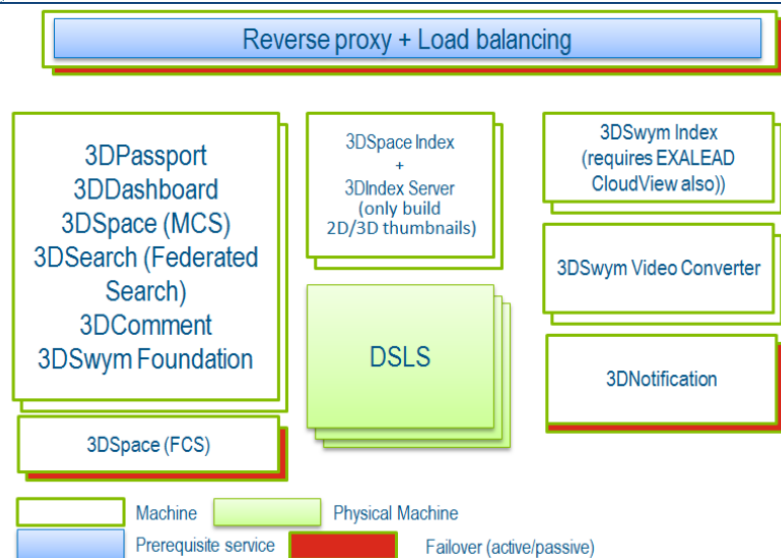 Reverse proxy + Load balancing
3DPassport
3DDashboard
3DSpace (MCS)
3DSearch (Federated
Search)
3DComment
3DSwym Foundation
3DSpace (FCS)
3DSpace Index
+
3DIndex Server
(only build
2D/3D thumbnails)
DSLS
3DSwym Index
(requires EXALEAD
CloudView also))
3DSwym Video Converter
3DNotification
Machine
Physical Machine
Prerequisite service
Failover (active/passive)